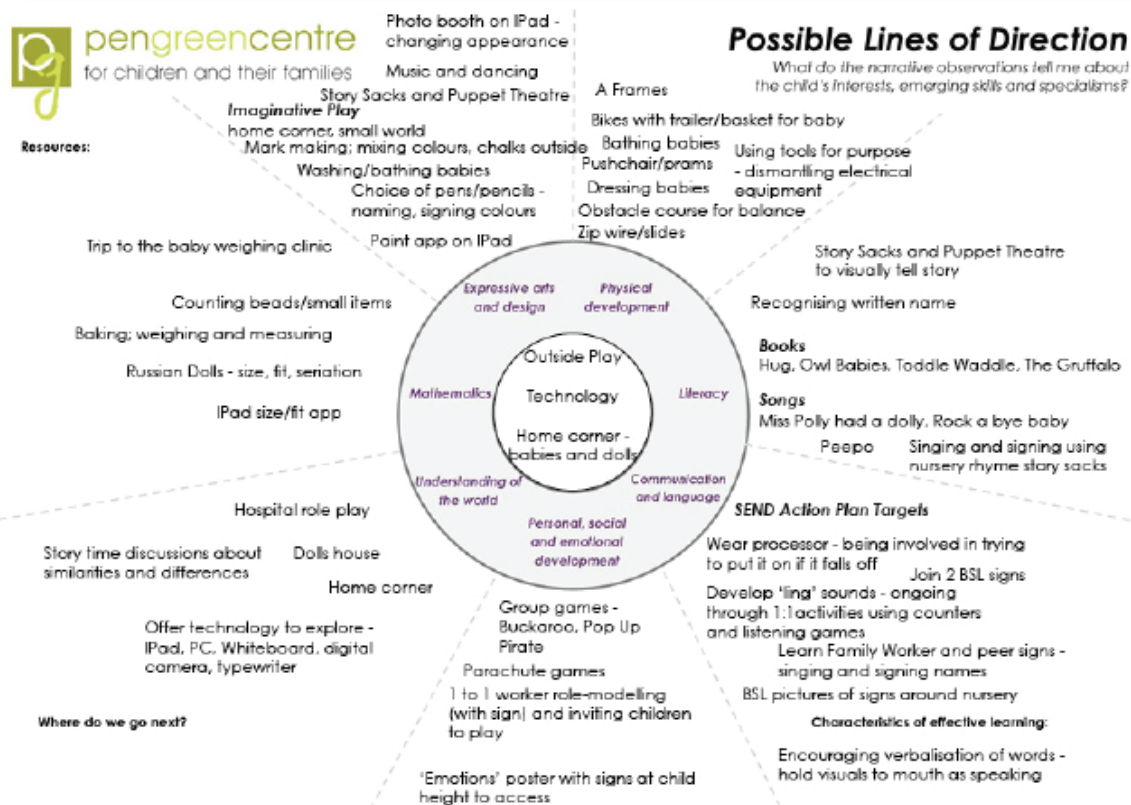 pengreencentre
for children and their families
Possible Lines of Direction
What do the narrative observations tell me about
the child's interests, emerging skills and specialisms?
Resources:
Photo booth on IPad -
changing appearance
Music and dancing
Story Sacks and Puppet Theatre
Imaginative Play
home corner, small world
Mark making; mixing colours, chalks outside
Washing/bathing babies
Choice of pens/pencils -
naming, signing colours
Paint app on IPad
A Frames
Bikes with trailer/basket for baby
Bathing babies
Pushchair/prams
Using tools for purpose
- dismantling electrical
equipment
Dressing babies
Obstacle course for balance
Zip wire/slides
Story Sacks and Puppet Theatre
to visually tell story
Recognising written name
Books
Hug, Owl Babies, Toddle Waddle, The Gruffalo
Songs
Miss Polly had a dolly, Rock a bye baby
Peepo
Singing and signing using
nursery rhyme story sacks
Trip to the baby weighing clinic
Counting beads/small items
Baking; weighing and measuring
Russian Dolls - size, fit, seriation
IPad size/fit app
Expressive arts
and design
Physical
development
Mathematics
Literacy
Understanding of
the world
Communication
and language
Personal, social
and emotional
development
Outside Play
Technology
Home corner -
babies and dolls
Hospital role play
Story time discussions about
similarities and differences
Dolls house
Home corner
Offer technology to explore -
IPad, PC, Whiteboard, digital
camera, typewriter
Where do we go next?
Group games -
Buckaroo, Pop Up
Pirate
Parachute games
1 to 1 worker role-modelling
(with sign) and inviting children
to play
'Emotions' poster with signs at child
height to access
SEND Action Plan Targets
Wear processor - being involved in trying
to put it on if it falls off
Join 2 BSL signs
Develop 'ling' sounds - ongoing
through 1:1activities using counters
and listening games
Learn Family Worker and peer signs -
singing and signing names
BSL pictures of signs around nursery
Characteristics of effective learning:
Encouraging verbalisation of words -
hold visuals to mouth as speaking